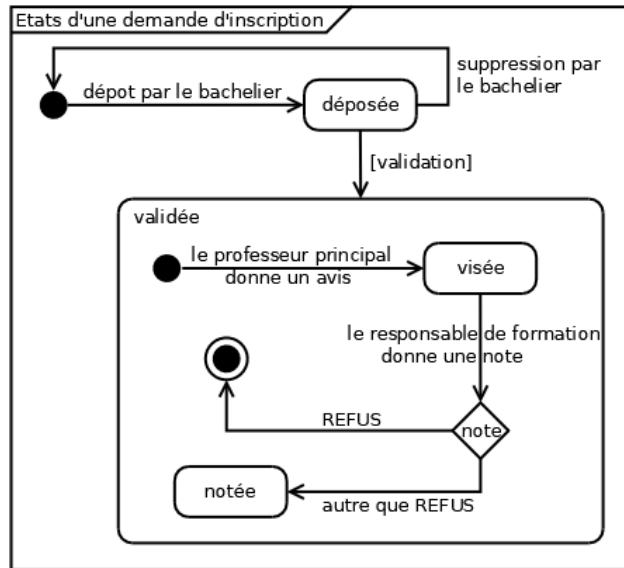 Etats d'une demande d'inscription
suppression par
le bachelier
dépot par le bachelier
déposée
[validation]
validée
le professeur principal
donne un avis
visée
le responsable de formation
donne une note
REFUS
note
notée
autre que REFUS